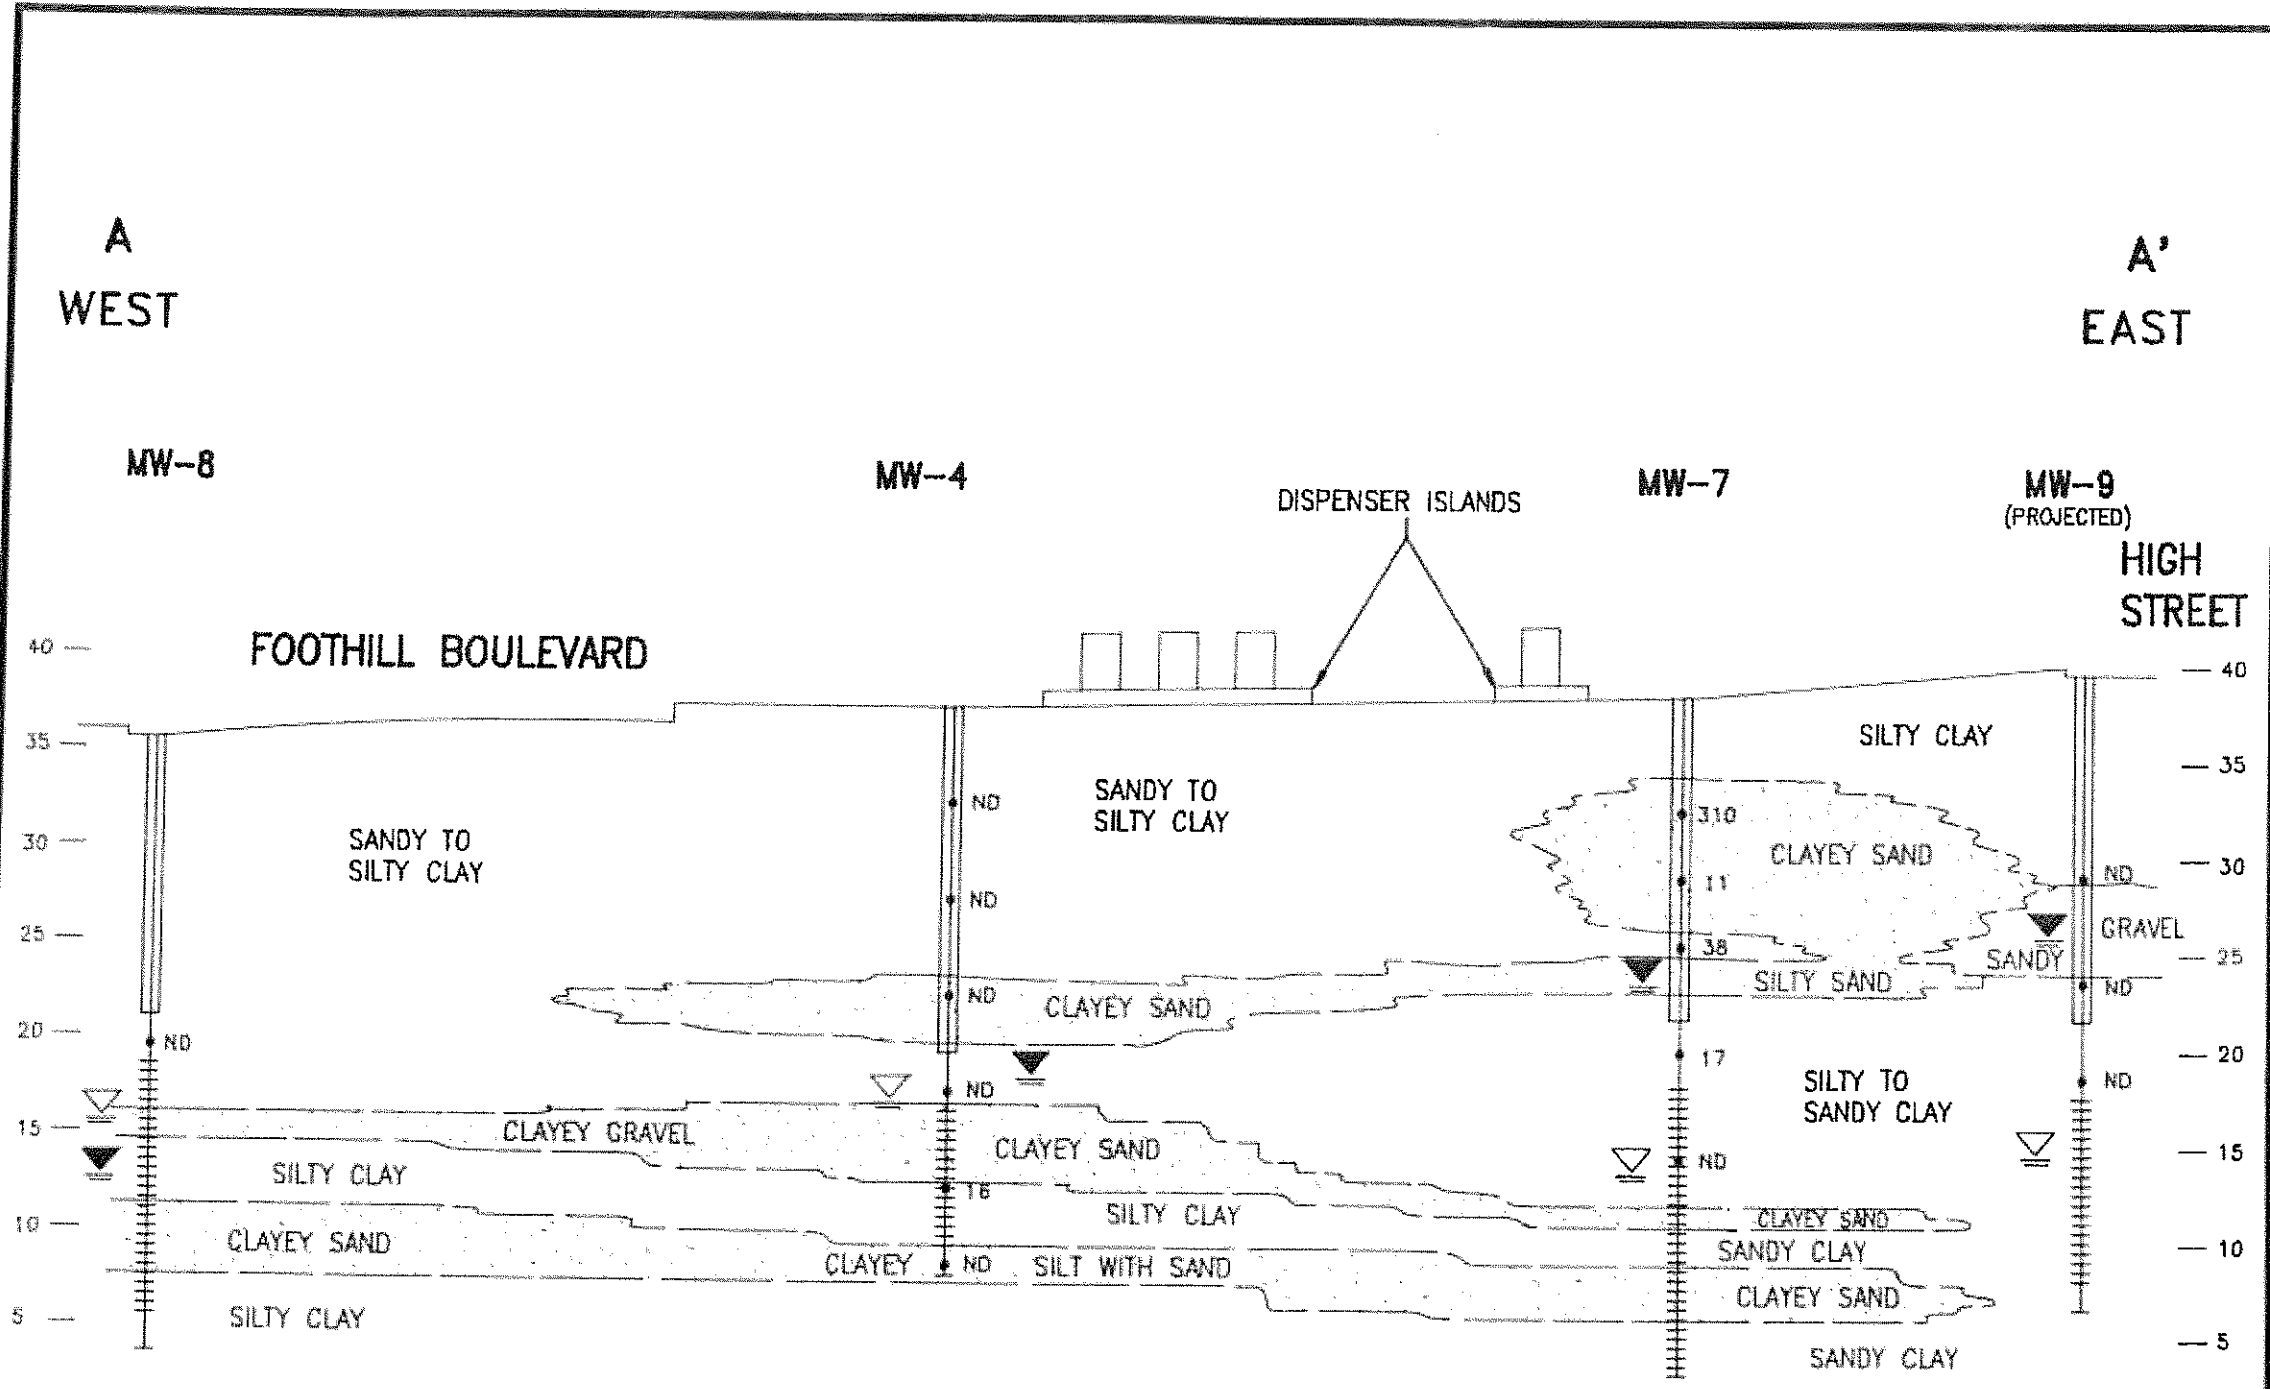 A
WEST
A'
EAST
MW-8
MW-4
DISPENSER ISLANDS
MW-7
MW-9
(PROJECTED)
HIGH
STREET
FOOTHILL BOULEVARD
40
35
30
25
20
15
10
5
40
35
30
25
20
15
10
5
SILTY CLAY
SANDY TO
SILTY CLAY
SANDY TO
SILTY CLAY
ND
ND
ND
ND
16
ND
ND
310
11
38
17
ND
ND
ND
ND
CLAYEY SAND
GRAVEL
SANDY
SILTY SAND
CLAYEY SAND
SILTY TO
SANDY CLAY
CLAYEY GRAVEL
CLAYEY SAND
SILTY CLAY
SILTY CLAY
CLAYEY SAND
SANDY CLAY
CLAYEY SAND
CLAYEY
SILT WITH SAND
CLAYEY SAND
SILTY CLAY
SANDY CLAY